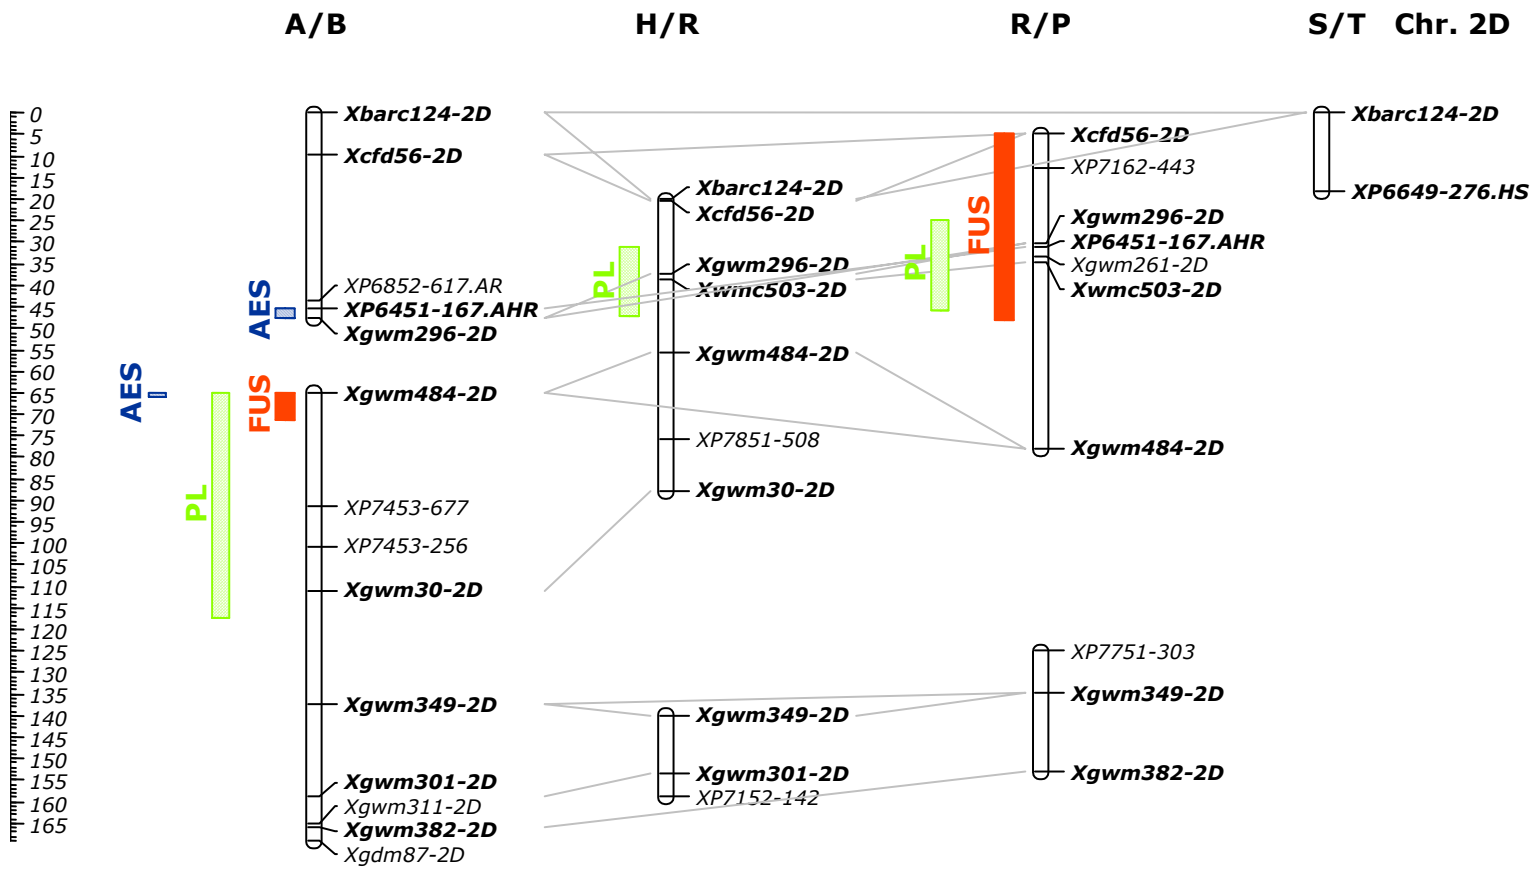 A/B H/R R/P S/T Chr. 2D
0
5
10
15
20
25
30
35
40
45
50
55
60
65
70
75
80
85
90
95
100
105
110
115
120
125
130
135
140
145
150
155
160
165
AES
PL
AES
FUS
Xbarc124-2D
Xcfd56-2D
XP6852-617.AR
XP6451-167.AHR
Xgwm296-2D
Xgwm484-2D
XP7453-677
XP7453-256
Xgwm30-2D
Xgwm349-2D
Xgwm301-2D
Xgwm311-2D
Xgwm382-2D
Xgdm87-2D
PL
Xbarc124-2D
Xcfd56-2D
Xgwm296-2D
Xwmc503-2D
Xgwm484-2D
XP7851-508
Xgwm30-2D
Xgwm349-2D
Xgwm301-2D
XP7152-142
PL
FUS
Xcfd56-2D
XP7162-443
Xgwm296-2D
XP6451-167.AHR
Xgwm261-2D
Xwmc503-2D
Xgwm484-2D
XP7751-303
Xgwm349-2D
Xgwm382-2D
Xbarc124-2D
XP6649-276.HS